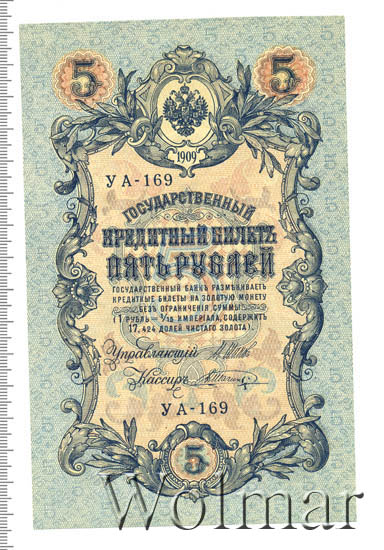 5 5
1909
УА-169
ГОСУДАРСТВЕННЫЙ
КРЕДИТНЫЙ БИЛЕТЪ
ПЯТЬ РУБЛЕЙ
ГОСУДАРСТВЕННЫЙ БАНКЪ РАЗМѢНИВАЕТЪ
КРЕДИТНЫЕ БИЛЕТЫ НА ЗОЛОТУЮ МОНЕТУ
БЕЗЪ ОГРАНИЧЕНІЯ СУММЫ
(1 РУБЛЬ = 1/15 ИМПЕРІАЛА, СОДЕРЖИТЪ
17,424 ДОЛЕЙ ЧИСТАГО ЗОЛОТА).
Управляющій
Кассиръ
УА-169
5
Wolmar